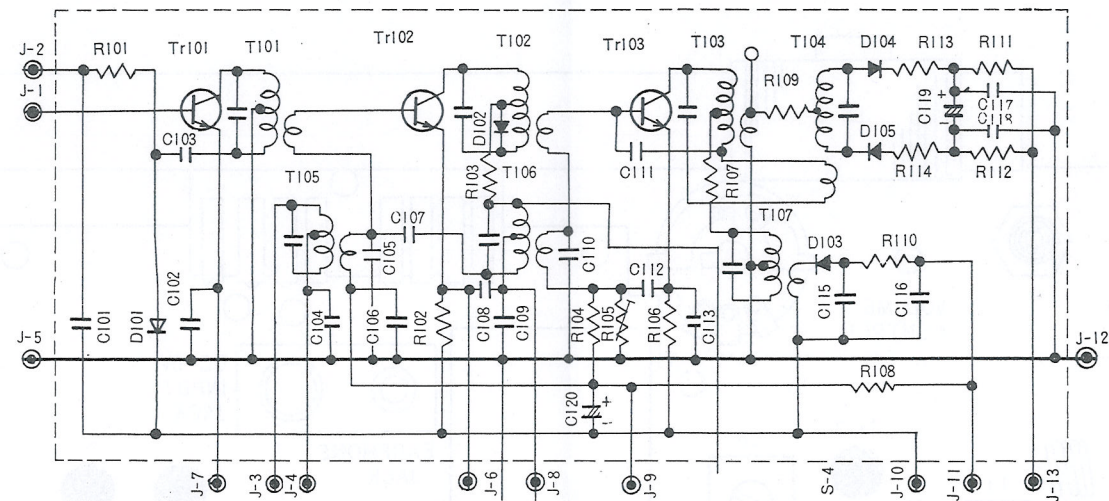 J-2
R101
Tr101
T101
Tr102
T102
Tr103
T103
T104
D104
R113
R111
J-1
R109
C119
+
-
C117
C118
C103
D102
C111
D105
R114
R112
R103
R107
T105
T106
T107
C107
C105
C110
D103
R110
C102
C112
C115
C116
C101
D101
C104
C106
R102
C108
C109
R104
R105
R106
C113
J-5
J-12
R108
C120
+
-
J-7
J-3
J-4
J-6
J-8
J-9
S-4
J-10
J-11
J-13